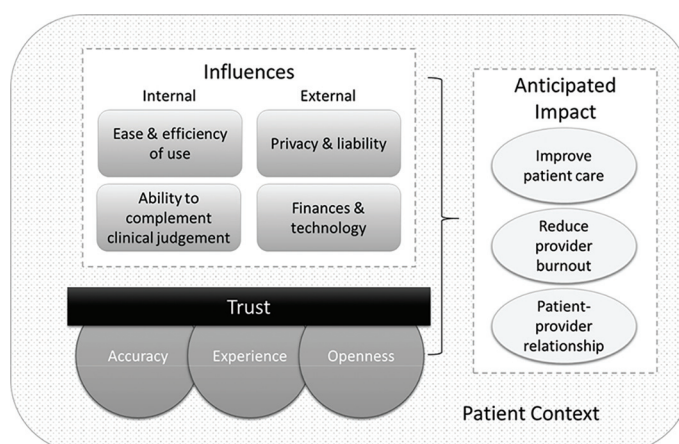 Influences
Internal
External
Ease & efficiency
of use
Privacy & liability
Ability to
complement
clinical judgement
Finances &
technology
Trust
Accuracy
Experience
Openness
Anticipated
Impact
Improve
patient care
Reduce
provider
burnout
Patient-
provider
relationship
Patient Context